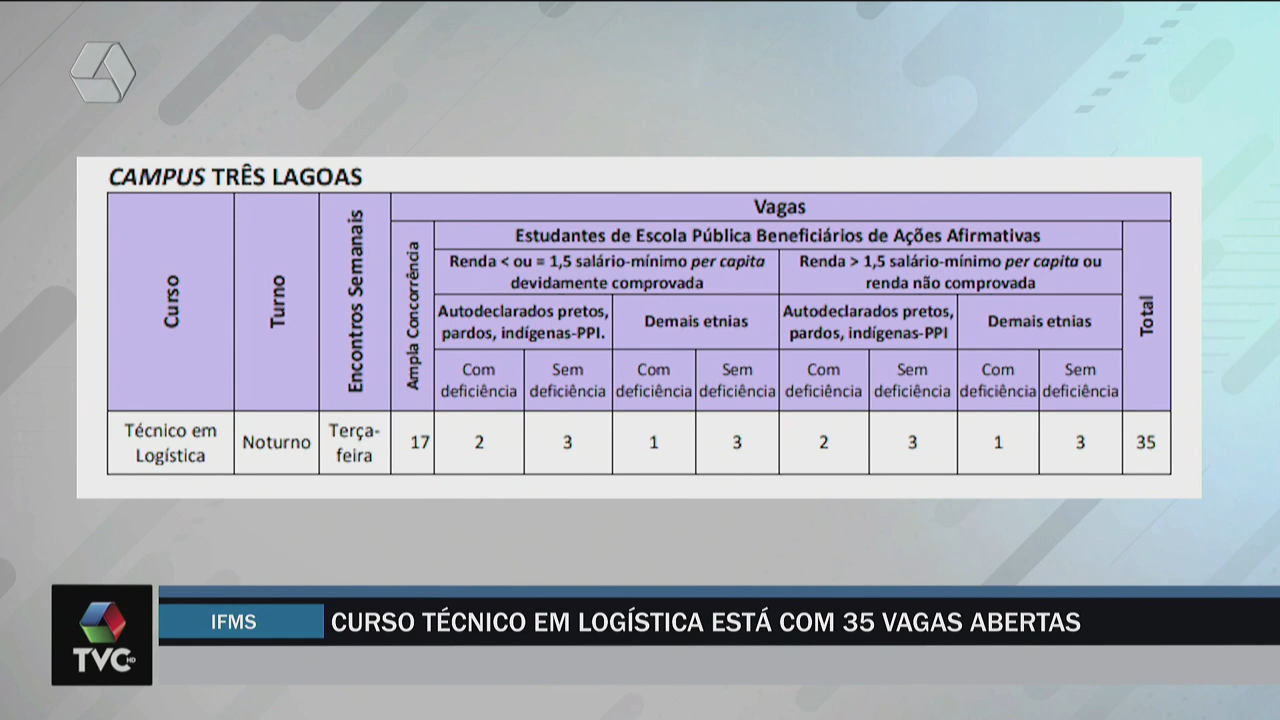 CAMPUS TRÊS LAGOAS
Curso
Turno
Encontros Semanais
Vagas
Ampla Concorrência
Estudantes de Escola Pública Beneficiários de Ações Afirmativas
Total
Renda < ou = 1,5 salário-mínimo per capita
devidamente comprovada
Renda > 1,5 salário-mínimo per capita ou
renda não comprovada
Autodeclarados pretos,
pardos, indígenas-PPI.
Demais etnias
Autodeclarados pretos,
pardos, indígenas-PPI
Demais etnias
Com
deficiência
Sem
deficiência
Com
deficiência
Sem
deficiência
Com
deficiência
Sem
deficiência
Com
deficiência
Sem
deficiência
Técnico em
Logística
Noturno
Terça-
feira
17
2
3
1
3
2
3
1
3
35
IFMS
CURSO TÉCNICO EM LOGÍSTICA ESTÁ COM 35 VAGAS ABERTAS
TVC HD